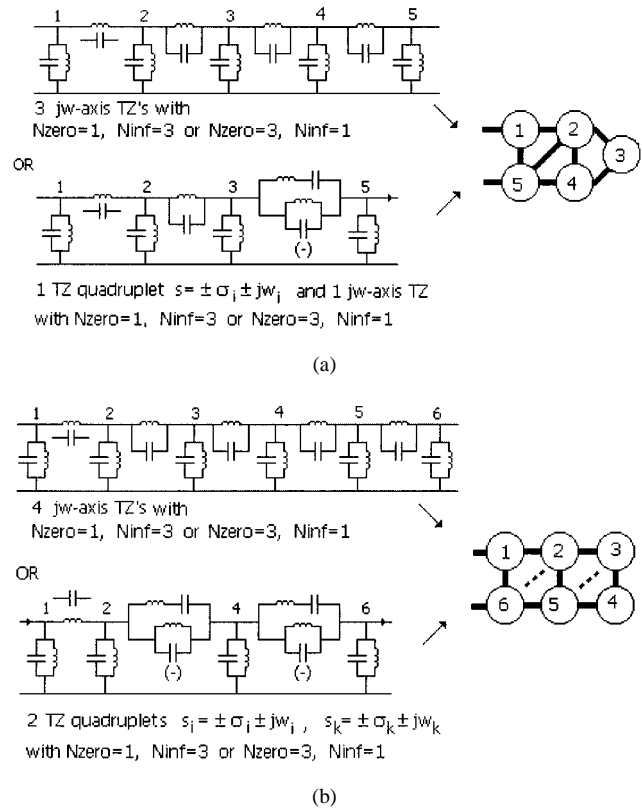 1 2 3 4 5
3 jw-axis TZ's with
Nzero=1, Ninf=3 or Nzero=3, Ninf=1
OR
1 2 3 5
(-)
1 TZ quadruplet s= ± σi ± jwi and 1 jw-axis TZ
with Nzero=1, Ninf=3 or Nzero=3, Ninf=1
1 2
3
5 4
(a)
1 2 3 4 5 6
4 jw-axis TZ's with
Nzero=1, Ninf=3 or Nzero=3, Ninf=1
OR
1 2 4 6
(-) (-)
2 TZ quadruplets si= ± σi ± jwi , sk= ± σk ± jwk
with Nzero=1, Ninf=3 or Nzero=3, Ninf=1
1 2 3
6 5 4
(b)